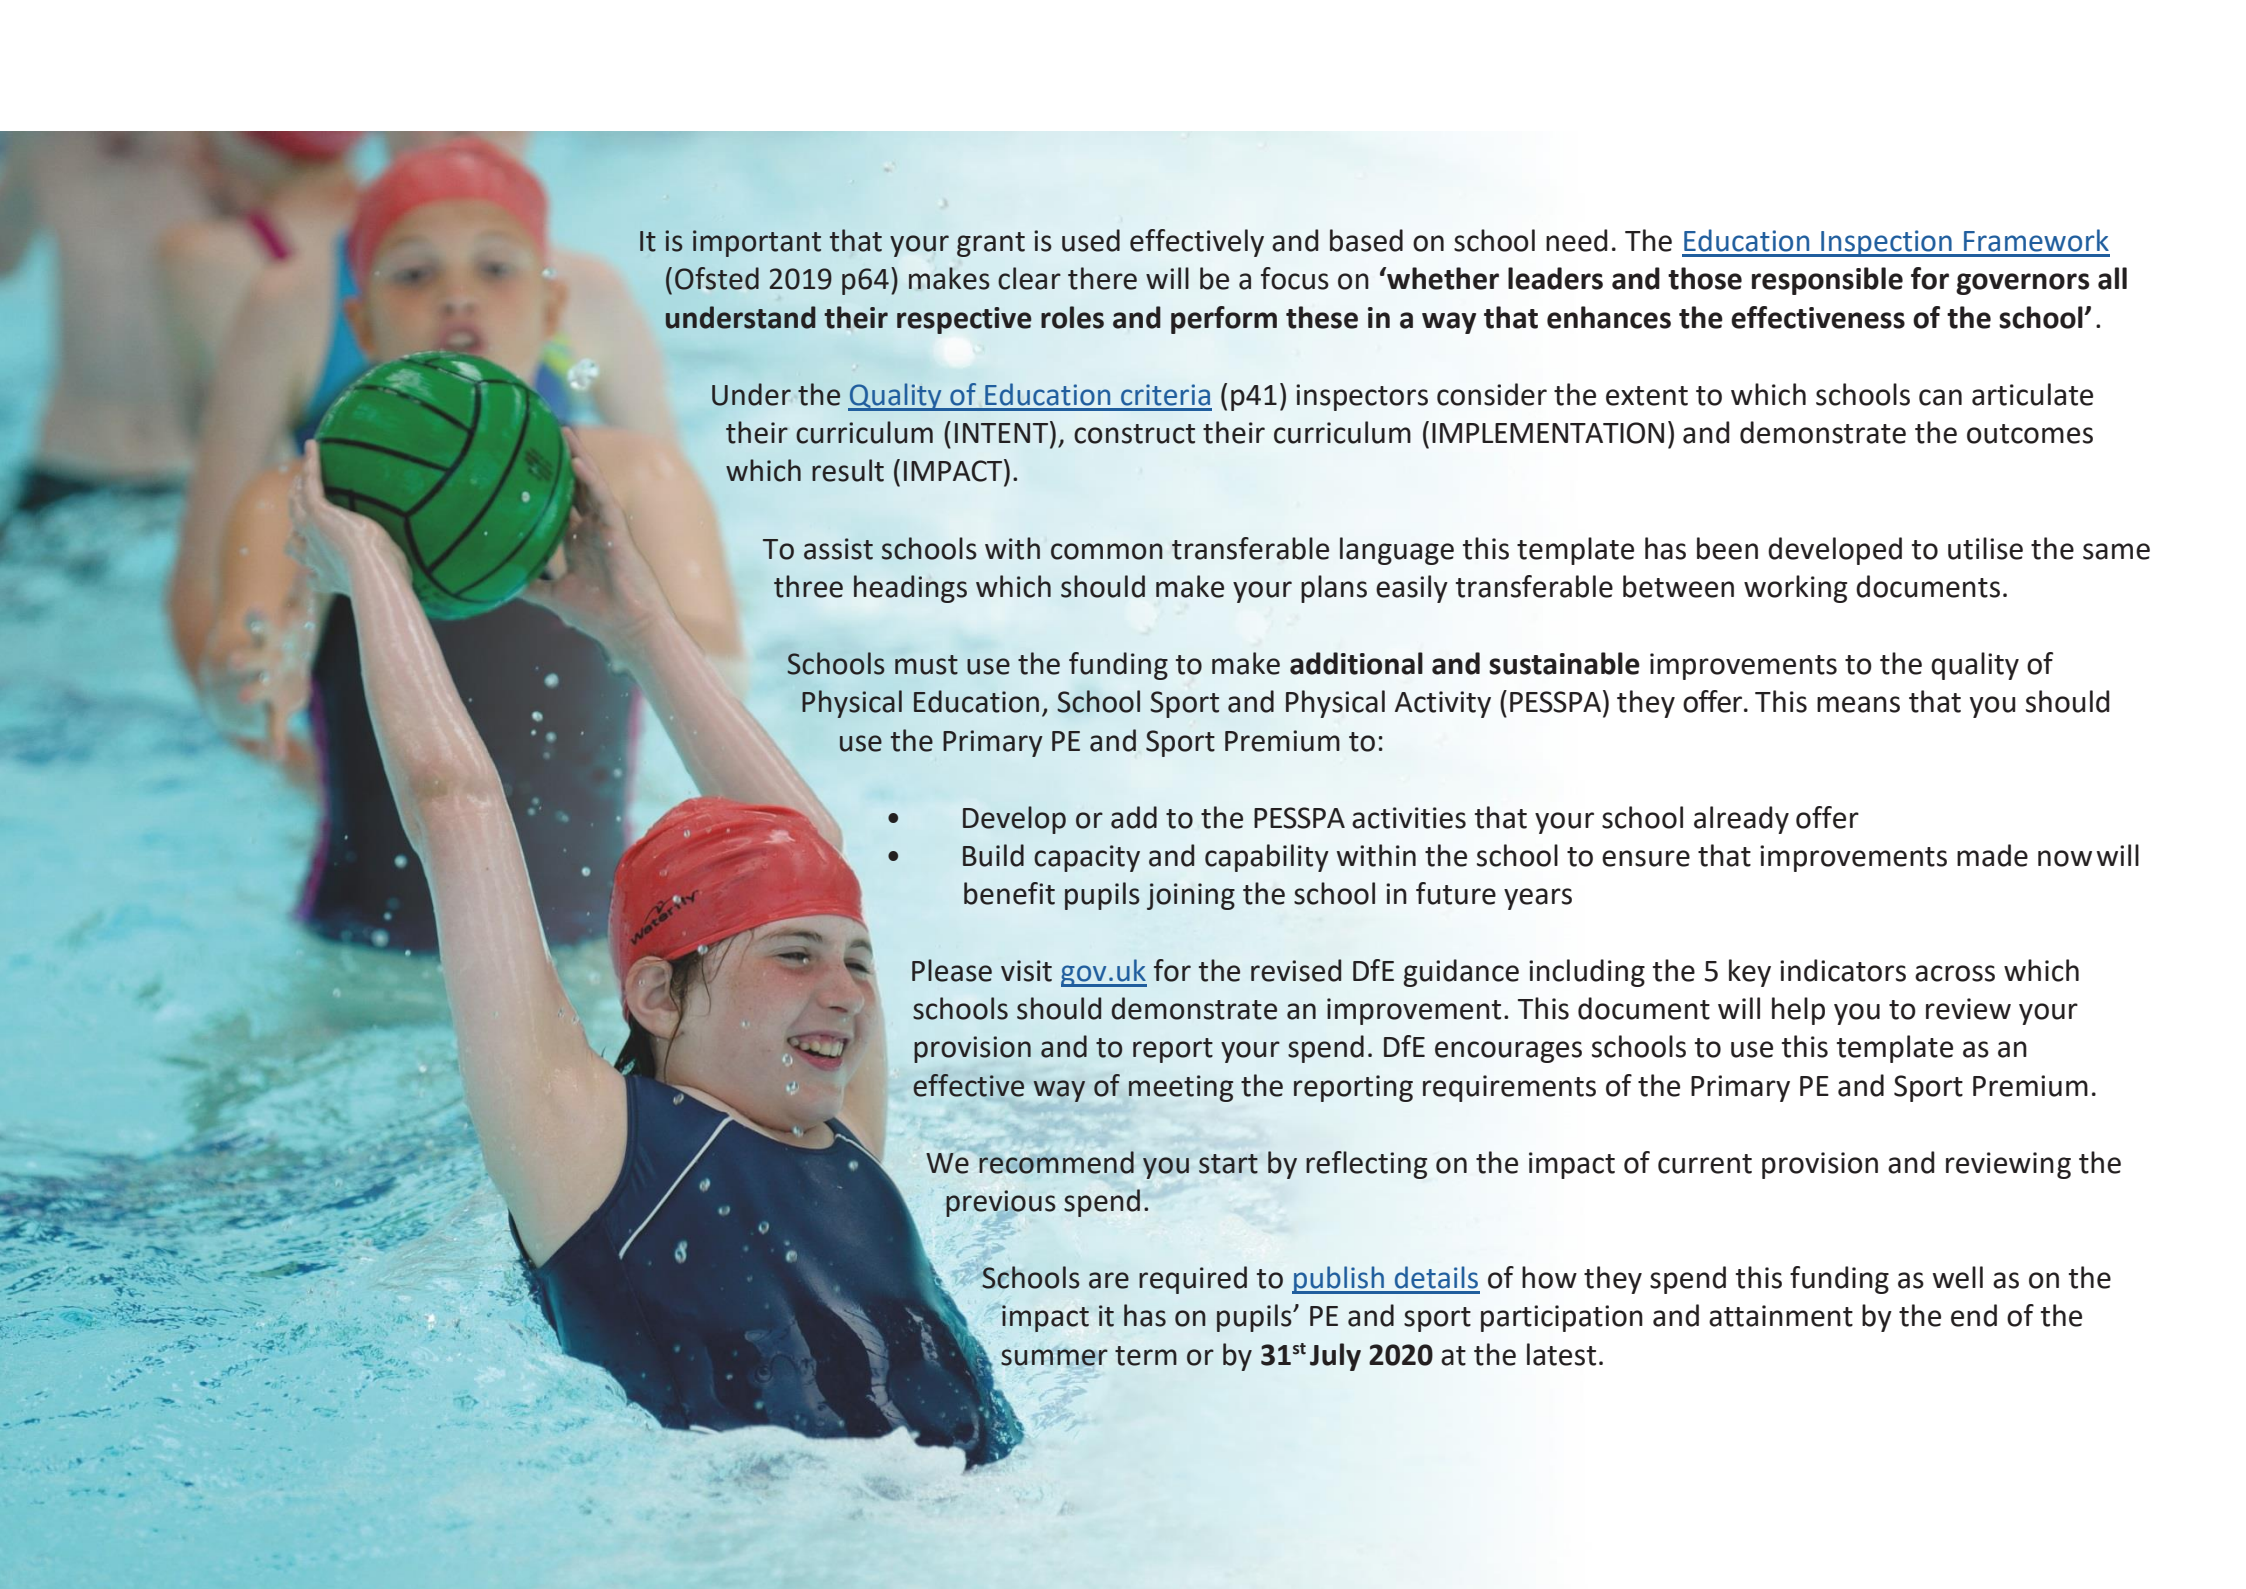 It is important that your grant is used effectively and based on school need. The Education Inspection Framework
(Ofsted 2019 p64) makes clear there will be a focus on ‘whether leaders and those responsible for governors all
understand their respective roles and perform these in a way that enhances the effectiveness of the school’.
Under the Quality of Education criteria (p41) inspectors consider the extent to which schools can articulate
their curriculum (INTENT), construct their curriculum (IMPLEMENTATION) and demonstrate the outcomes
which result (IMPACT).
To assist schools with common transferable language this template has been developed to utilise the same
three headings which should make your plans easily transferable between working documents.
Schools must use the funding to make additional and sustainable improvements to the quality of
Physical Education, School Sport and Physical Activity (PESSPA) they offer. This means that you should
use the Primary PE and Sport Premium to:
• Develop or add to the PESSPA activities that your school already offer
• Build capacity and capability within the school to ensure that improvements made now will
benefit pupils joining the school in future years
Please visit gov.uk for the revised DfE guidance including the 5 key indicators across which
schools should demonstrate an improvement. This document will help you to review your
provision and to report your spend. DfE encourages schools to use this template as an
effective way of meeting the reporting requirements of the Primary PE and Sport Premium.
We recommend you start by reflecting on the impact of current provision and reviewing the
previous spend.
Schools are required to publish details of how they spend this funding as well as on the
impact it has on pupils’ PE and sport participation and attainment by the end of the
summer term or by 31st July 2020 at the latest.